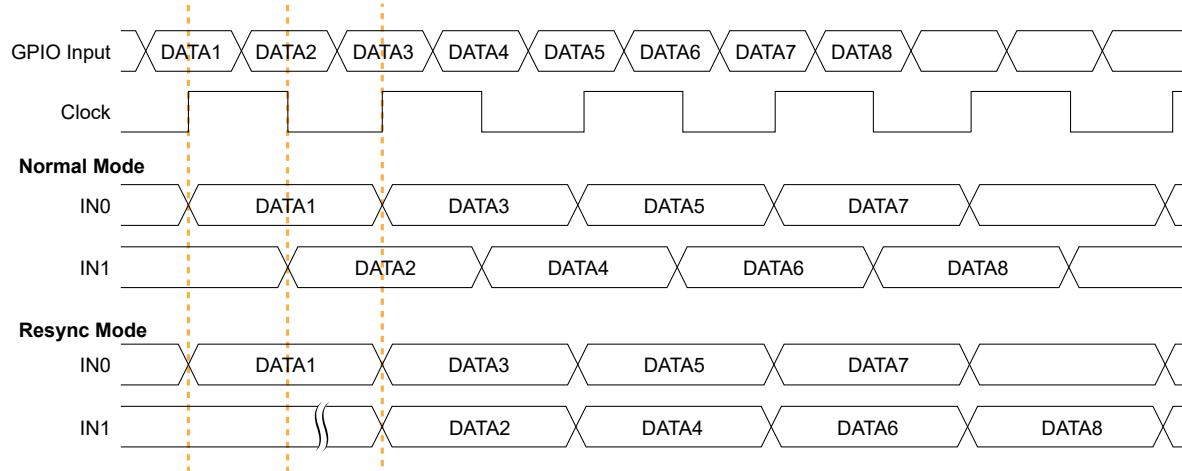 GPIO Input DATA1 DATA2 DATA3 DATA4 DATA5 DATA6 DATA7 DATA8
Clock
Normal Mode
IN0 DATA1 DATA3 DATA5 DATA7
IN1 DATA2 DATA4 DATA6 DATA8
Resync Mode
IN0 DATA1 DATA3 DATA5 DATA7
IN1 DATA2 DATA4 DATA6 DATA8